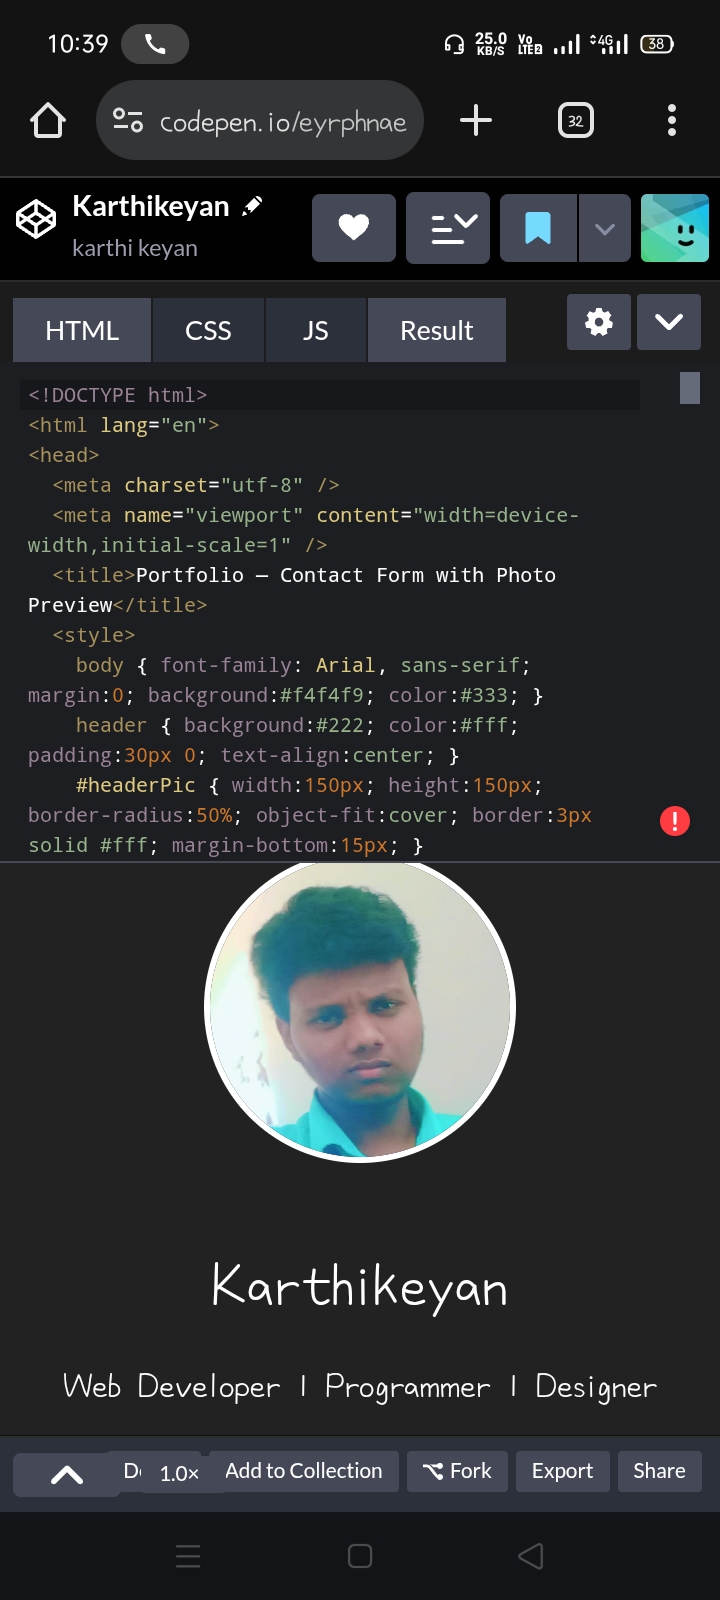 10:39
25.0 KB/S
Vo LTE2
4G
38
codepen.io/eyrphnae
32
Karthikeyan
karthi keyan
HTML CSS JS Result
<!DOCTYPE html>
<html lang="en">
<head>
<meta charset="utf-8" />
<meta name="viewport" content="width=device-
width,initial-scale=1" />
<title>Portfolio — Contact Form with Photo
Preview</title>
<style>
body { font-family: Arial, sans-serif;
margin:0; background:#f4f4f9; color:#333; }
header { background:#222; color:#fff;
padding:30px 0; text-align:center; }
#headerPic { width:150px; height:150px;
border-radius:50%; object-fit:cover; border:3px
solid #fff; margin-bottom:15px; }
Karthikeyan
Web Developer | Programmer | Designer
1.0× Add to Collection Fork Export Share